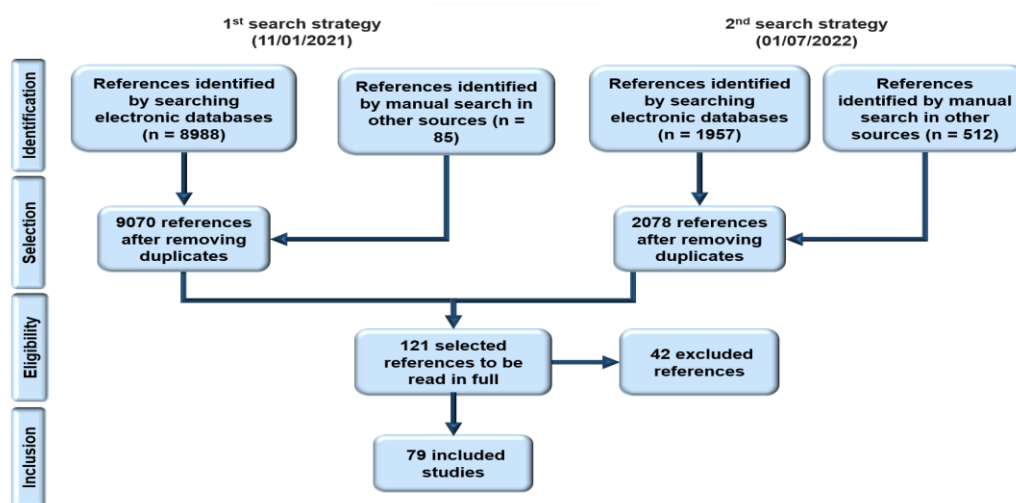 1st search strategy
(11/01/2021)
2nd search strategy
(01/07/2022)
Identification
References identified
by searching
electronic databases
(n = 8988)
References identified
by manual search in
other sources (n =
85)
References identified
by searching
electronic databases
(n = 1957)
References
identified by manual
search in other
sources (n = 512)
Selection
9070 references
after removing
duplicates
2078 references
after removing
duplicates
Eligibility
121 selected
references to be
read in full
42 excluded
references
Inclusion
79 included
studies